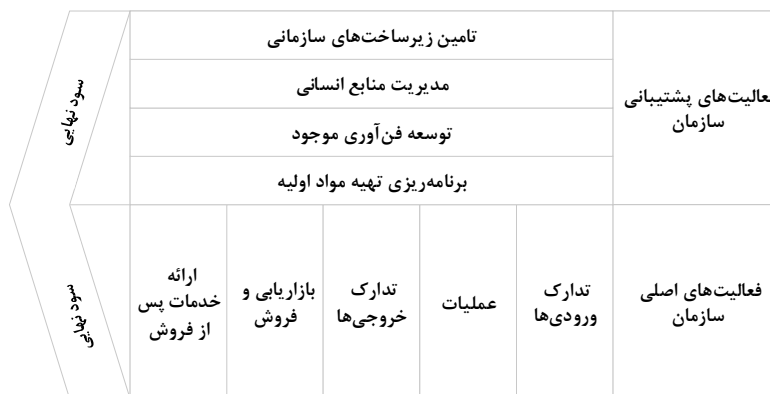 تامین زیرساخت‌های سازمانی
مدیریت منابع انسانی
توسعه فن‌آوری موجود
برنامه‌ریزی تهیه مواد اولیه
عالیت‌های پشتیبانی
سازمان
سود نهایی
فعالیت‌های اصلی
سازمان
تدارک
ورودی‌ها
عملیات
تدارک
خروجی‌ها
بازاریابی و
فروش
ارائه
خدمات پس
از فروش
سود نهایی